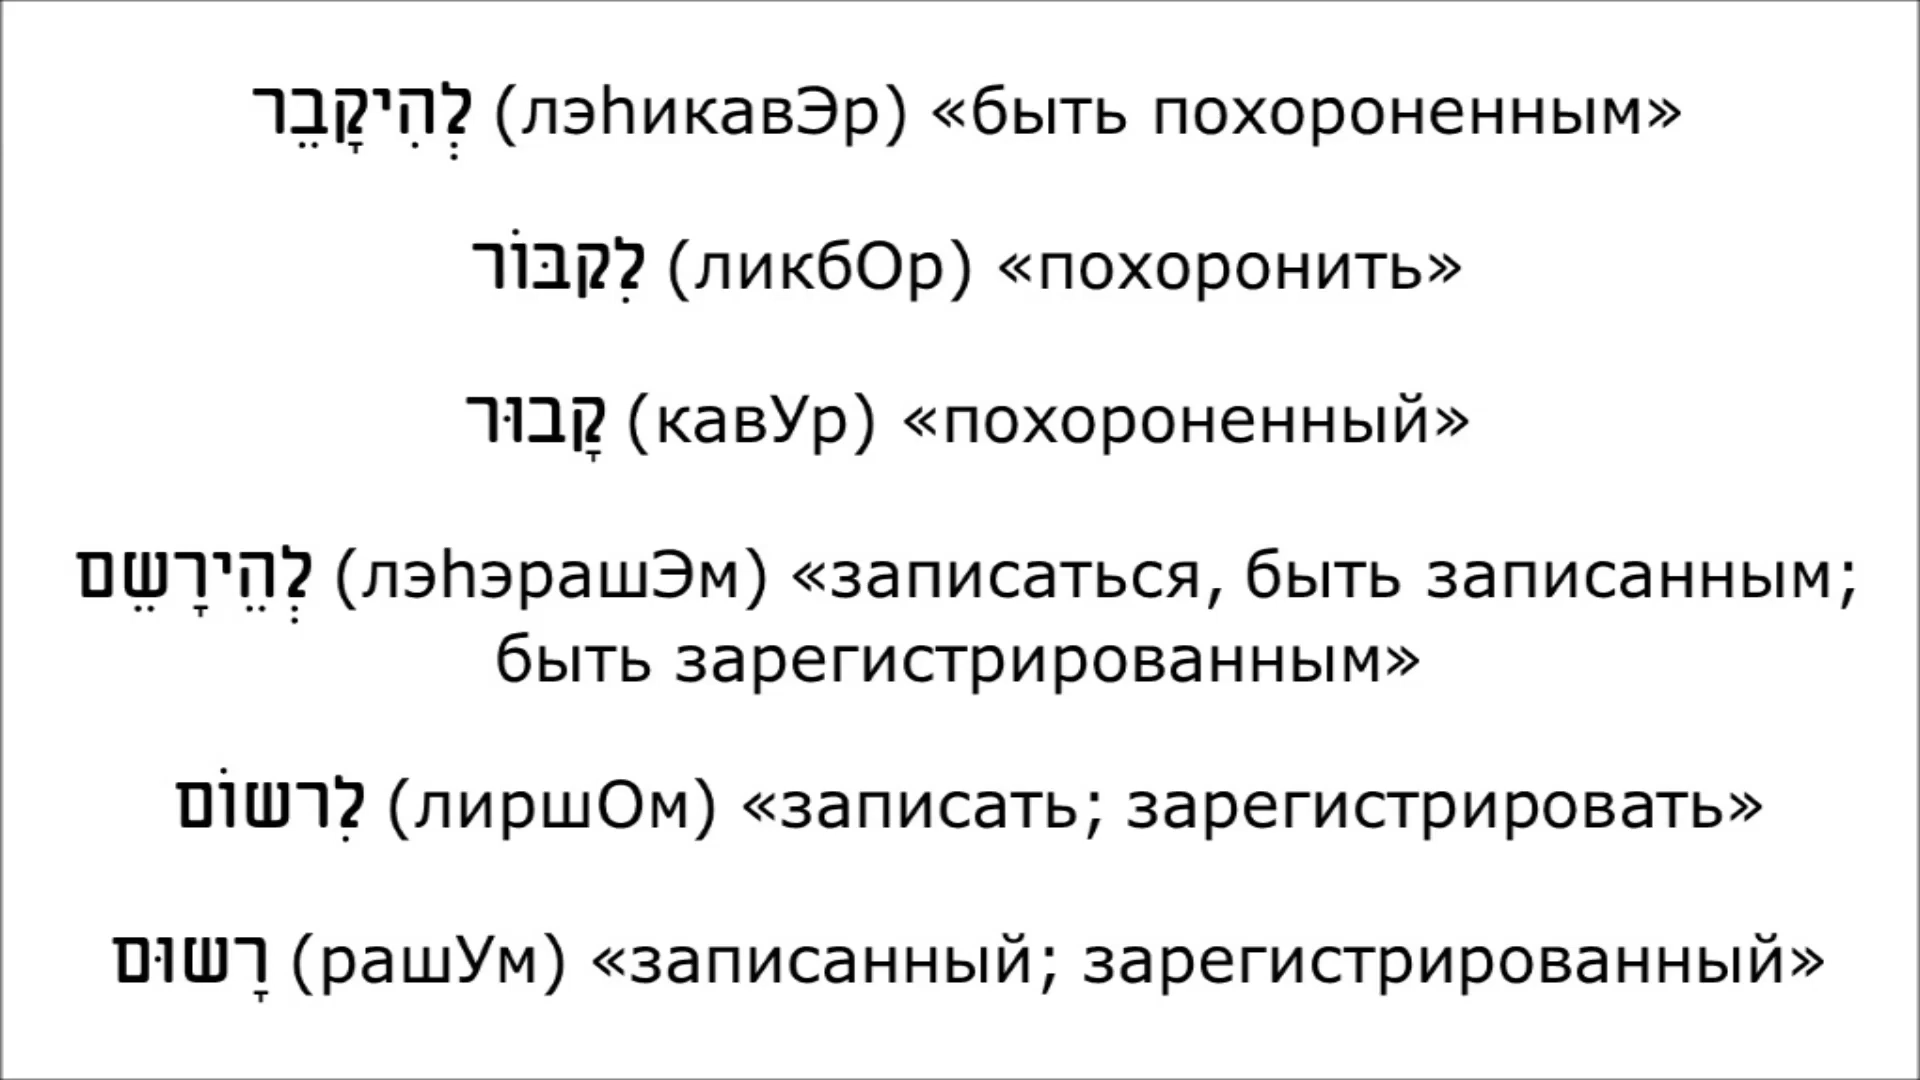 לְהִיקָבֵר (лэhикавЭр) «быть похороненным»
לִקבּוֹר (ликбОр) «похоронить»
קָבוּר (кавУр) «похороненный»
לְהֵירָשֵם (лэhэрашЭм) «записаться, быть записанным;
быть зарегистрированным»
לִרשוֹם (лиршОм) «записать; зарегистрировать»
רָשוּם (рашУм) «записанный; зарегистрированный»